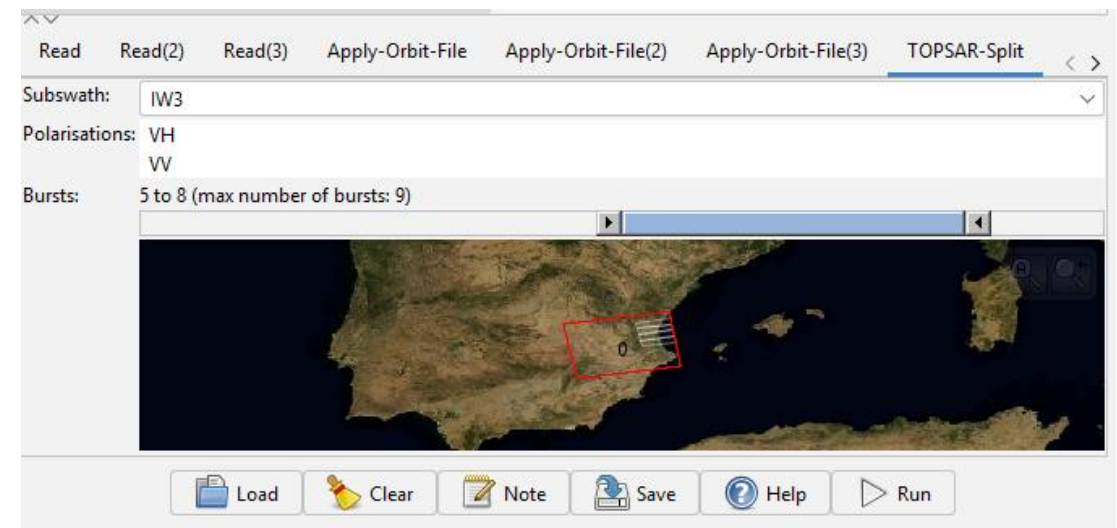 Read Read(2) Read(3) Apply-Orbit-File Apply-Orbit-File(2) Apply-Orbit-File(3) TOPSAR-Split
Subswath: IW3
Polarisations: VH
VV
Bursts: 5 to 8 (max number of bursts: 9)
0
Load Clear Note Save Help Run